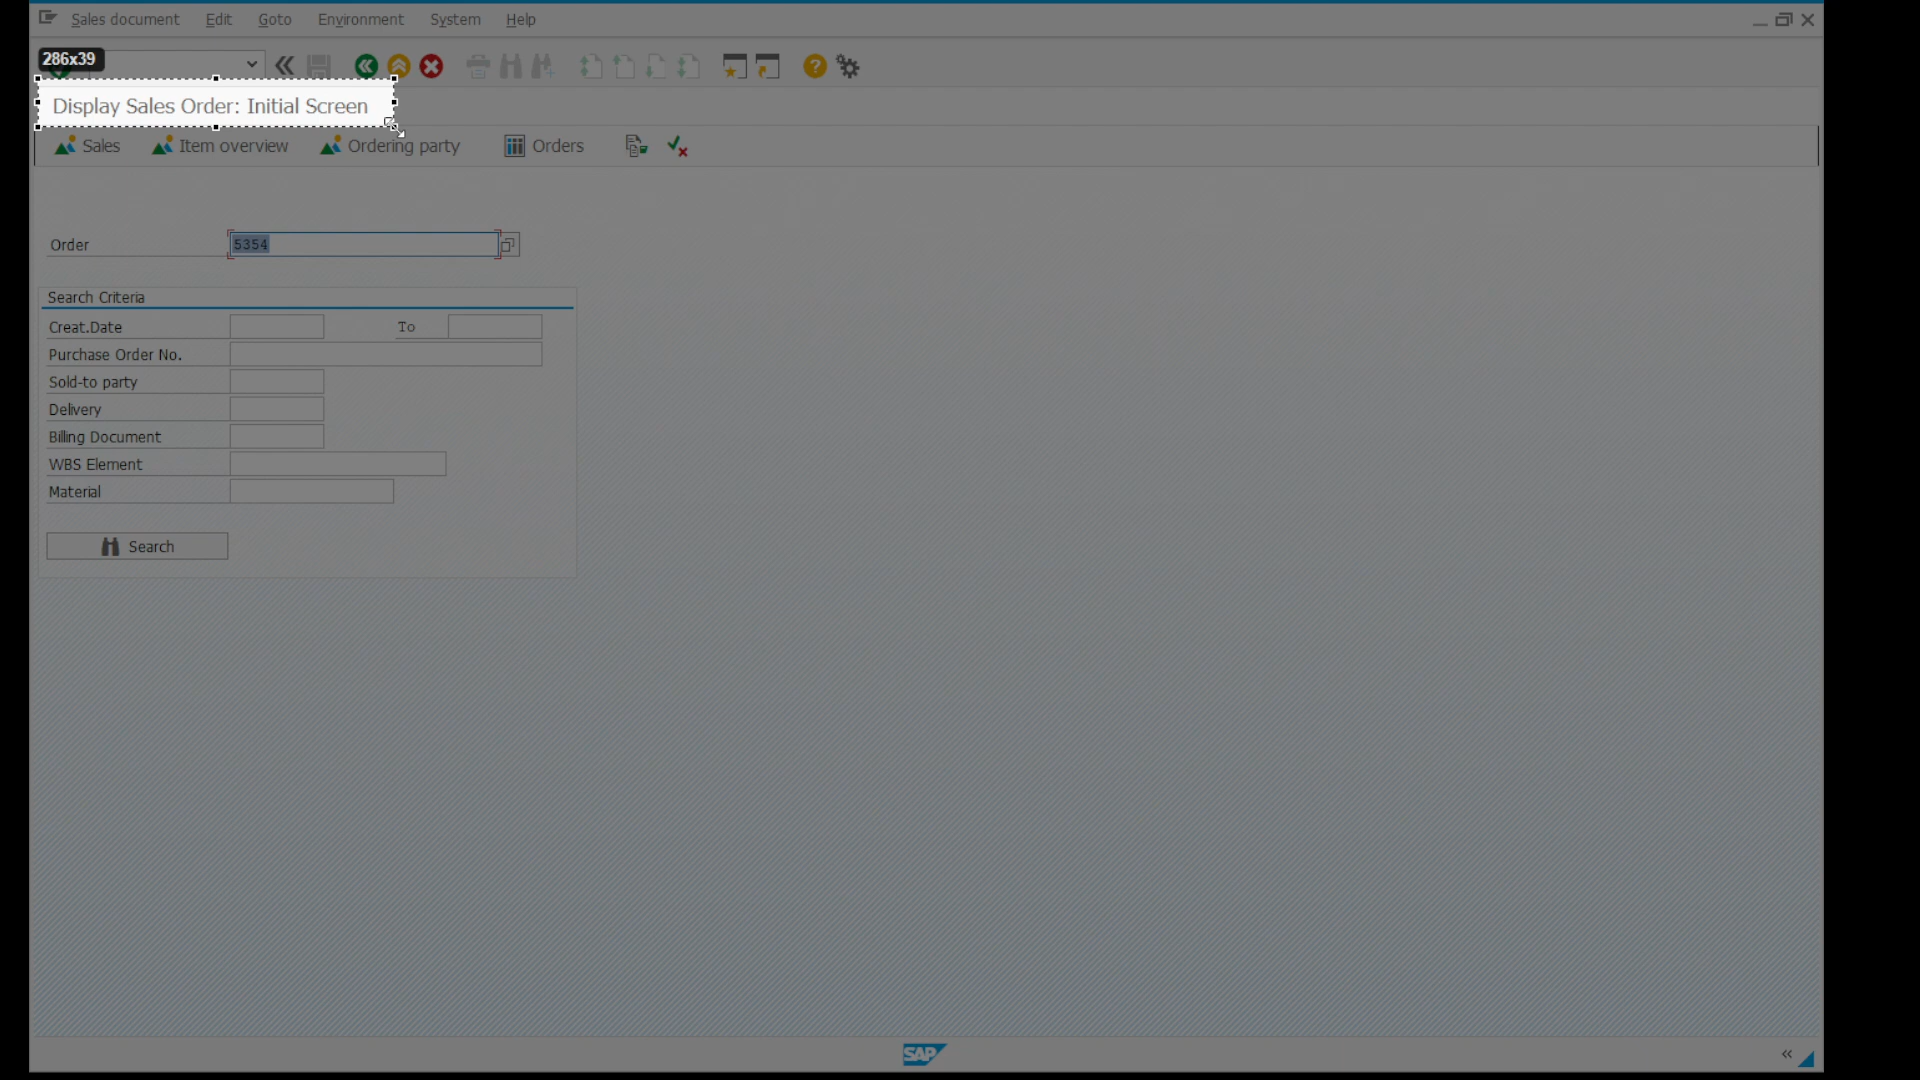 Sales document Edit Goto Environment System Help
286x39
Display Sales Order: Initial Screen
Sales Item overview Ordering party Orders
Order 5354
Search Criteria
Creat.Date To
Purchase Order No.
Sold-to party
Delivery
Billing Document
WBS Element
Material
Search
SAP